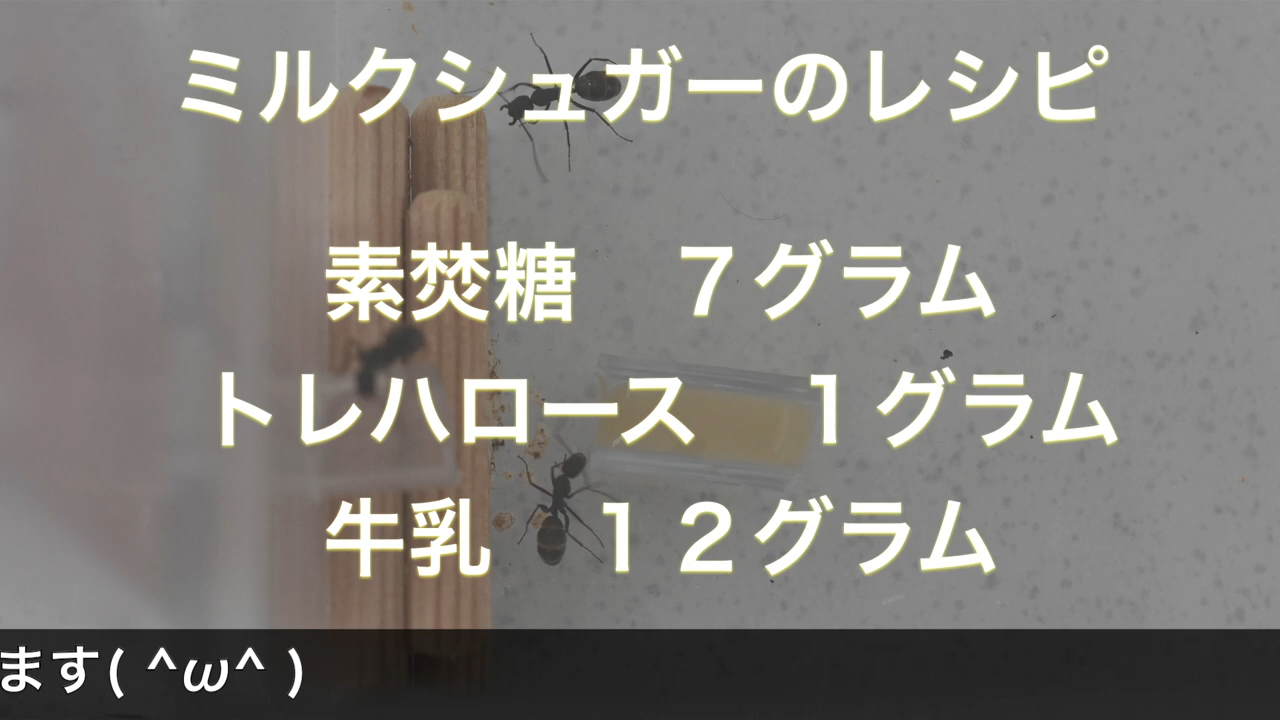 ミルクシュガーのレシピ
素焚糖　７グラム
トレハロース　１グラム
牛乳　１２グラム
ます( ^ω^ )